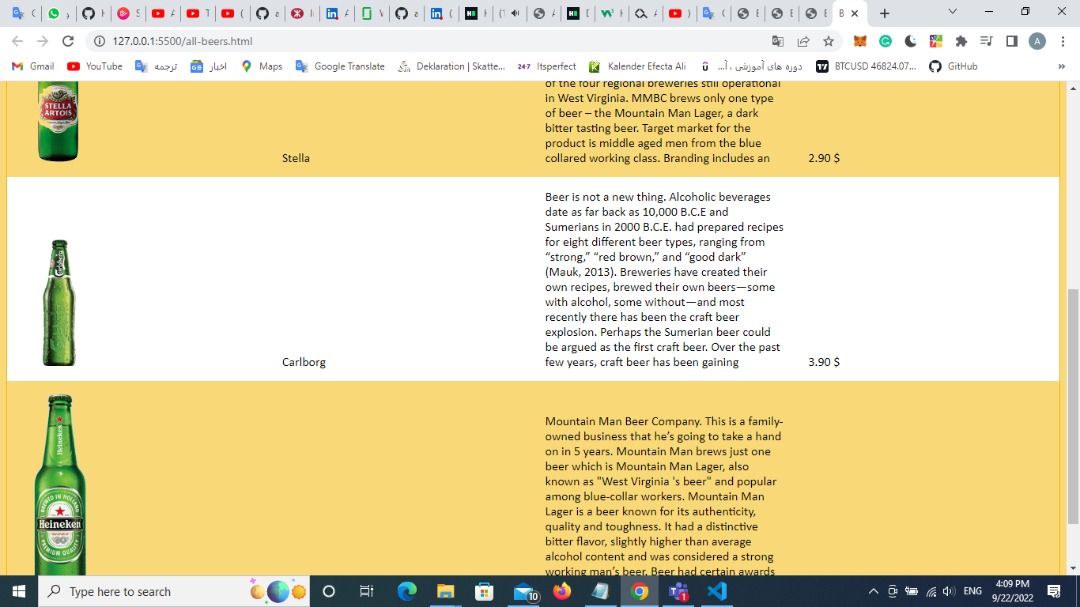 127.0.0.1:5500/all-beers.html
Gmail
YouTube
ترجمه
اخبار
Maps
Google Translate
Deklaration | Skatte...
24-7 Itsperfect
Kalender Efecta Ali
دوره های آموزشی ، آ...
BTCUSD 46824.07...
GitHub
»
STELLA
ARTOIS
of the four regional breweries still operational
in West Virginia. MMBC brews only one type
of beer – the Mountain Man Lager, a dark
bitter tasting beer. Target market for the
product is middle aged men from the blue
collared working class. Branding includes an
Stella
2.90 $
Beer is not a new thing. Alcoholic beverages
date as far back as 10,000 B.C.E and
Sumerians in 2000 B.C.E. had prepared recipes
for eight different beer types, ranging from
“strong,” “red brown,” and “good dark”
(Mauk, 2013). Breweries have created their
own recipes, brewed their own beers—some
with alcohol, some without—and most
recently there has been the craft beer
explosion. Perhaps the Sumerian beer could
be argued as the first craft beer. Over the past
few years, craft beer has been gaining
Carlsberg
Carlborg
3.90 $
Heineken
BREWED IN HOLLAND
Heineken
PREMIUM QUALITY
Mountain Man Beer Company. This is a family-
owned business that he’s going to take a hand
on in 5 years. Mountain Man brews just one
beer which is Mountain Man Lager, also
known as "West Virginia 's beer" and popular
among blue-collar workers. Mountain Man
Lager is a beer known for its authenticity,
quality and toughness. It had a distinctive
bitter flavor, slightly higher than average
alcohol content and was considered a strong
working man’s beer. Beer had certain awards
Type here to search
10
1
ENG
4:09 PM
9/22/2022